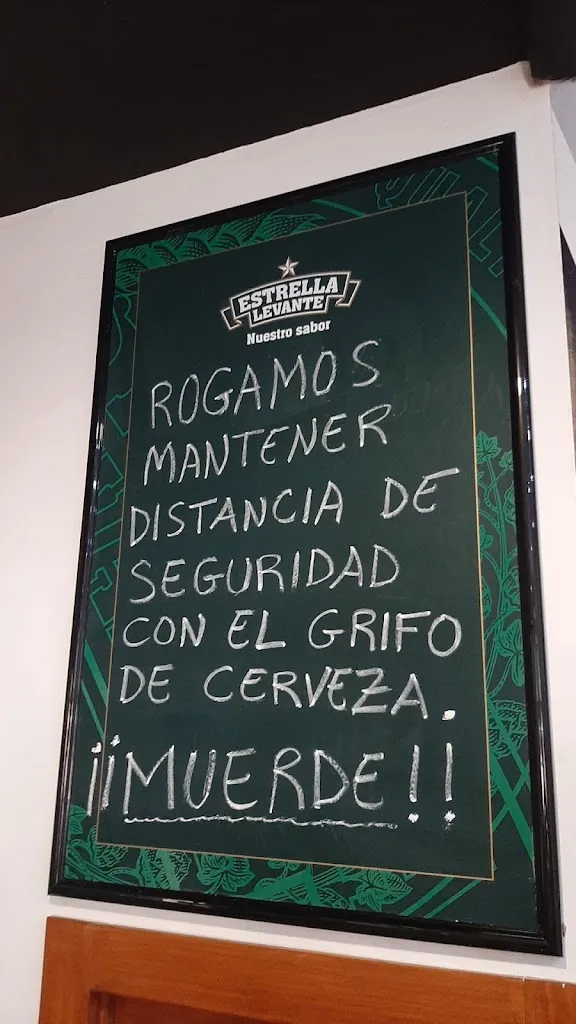 ESTRELLA
LEVANTE
Nuestro sabor
ROGAMOS
MANTENER
DISTANCIA DE
SEGURIDAD
CON EL GRIFO
DE CERVEZA.
¡¡MUERDE!!